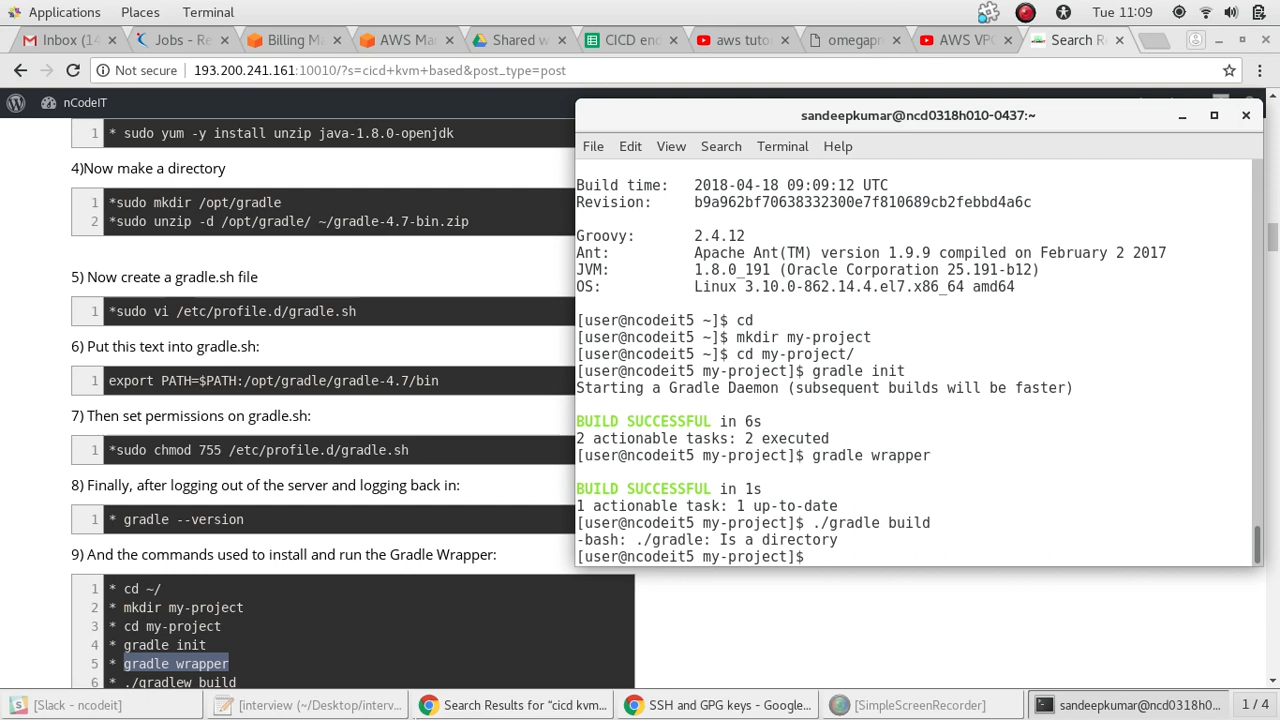 Applications Places Terminal Tue 11:09
Inbox (14 Jobs - Re Billing M AWS Ma Shared w CICD en aws tuto omegap AWS VPC Search R
Not secure 193.200.241.161:10010/?s=cicd+kvm+based&post_type=post
nCodeIT
1 * sudo yum -y install unzip java-1.8.0-openjdk
4)Now make a directory
1 *sudo mkdir /opt/gradle
2 *sudo unzip -d /opt/gradle/ ~/gradle-4.7-bin.zip
5) Now create a gradle.sh file
1 *sudo vi /etc/profile.d/gradle.sh
6) Put this text into gradle.sh:
1 export PATH=$PATH:/opt/gradle/gradle-4.7/bin
7) Then set permissions on gradle.sh:
1 *sudo chmod 755 /etc/profile.d/gradle.sh
8) Finally, after logging out of the server and logging back in:
1 * gradle --version
9) And the commands used to install and run the Gradle Wrapper:
1 * cd ~/
2 * mkdir my-project
3 * cd my-project
4 * gradle init
5 * gradle wrapper
6 * ./gradlew build
sandeepkumar@ncd0318h010-0437:~
File Edit View Search Terminal Help
Build time: 2018-04-18 09:09:12 UTC
Revision: b9a962bf70638332300e7f810689cb2febbd4a6c
Groovy: 2.4.12
Ant: Apache Ant(TM) version 1.9.9 compiled on February 2 2017
JVM: 1.8.0_191 (Oracle Corporation 25.191-b12)
OS: Linux 3.10.0-862.14.4.el7.x86_64 amd64
[user@ncodeit5 ~]$ cd
[user@ncodeit5 ~]$ mkdir my-project
[user@ncodeit5 ~]$ cd my-project/
[user@ncodeit5 my-project]$ gradle init
Starting a Gradle Daemon (subsequent builds will be faster)
BUILD SUCCESSFUL in 6s
2 actionable tasks: 2 executed
[user@ncodeit5 my-project]$ gradle wrapper
BUILD SUCCESSFUL in 1s
1 actionable task: 1 up-to-date
[user@ncodeit5 my-project]$ ./gradle build
-bash: ./gradle: Is a directory
[user@ncodeit5 my-project]$
[Slack - ncodeit] [interview (~/Desktop/interv... Search Results for “cicd kvm... SSH and GPG keys - Google... [SimpleScreenRecorder] sandeepkumar@ncd0318h0... 1 / 4